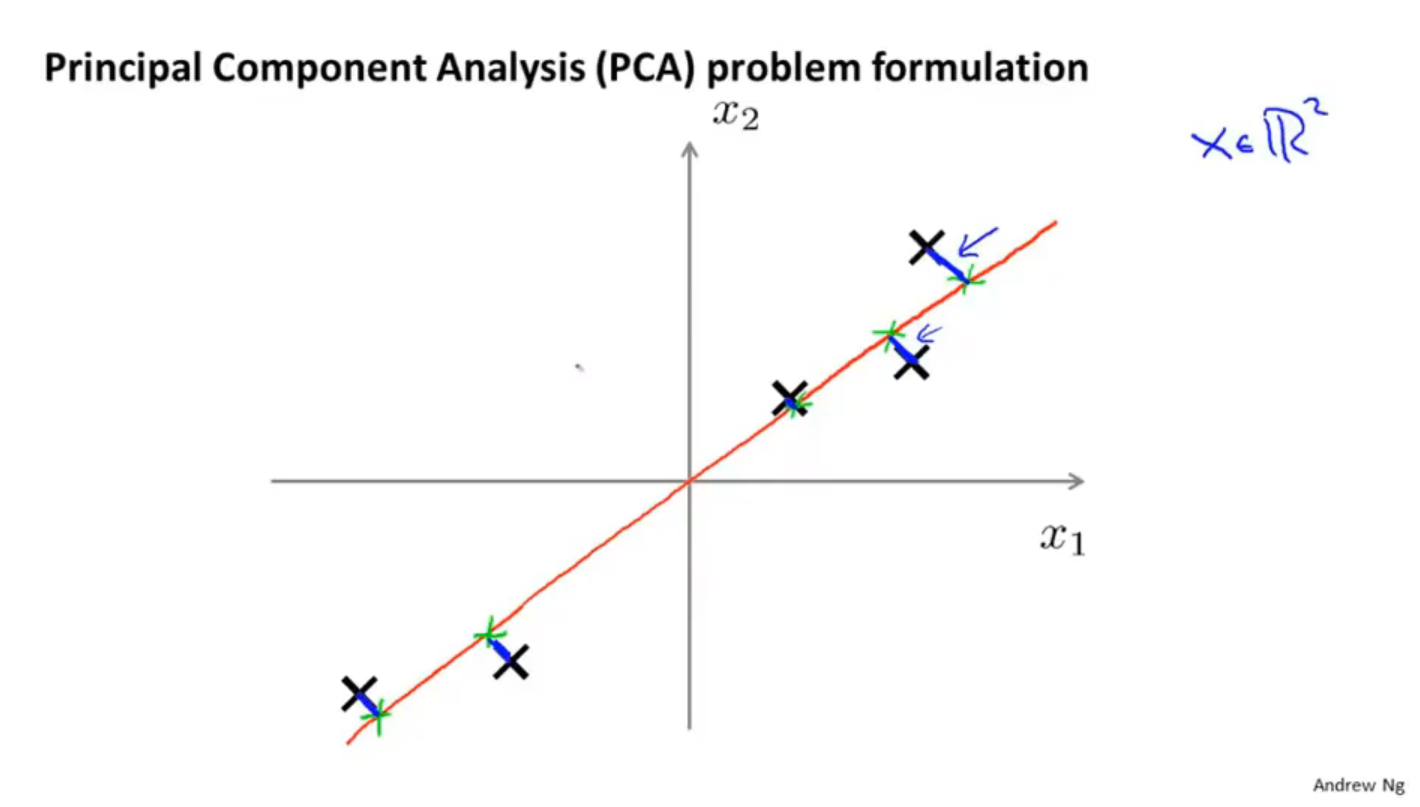 Principal Component Analysis (PCA) problem formulation
x₂
x ∈ ℝ²
x₁
Andrew Ng